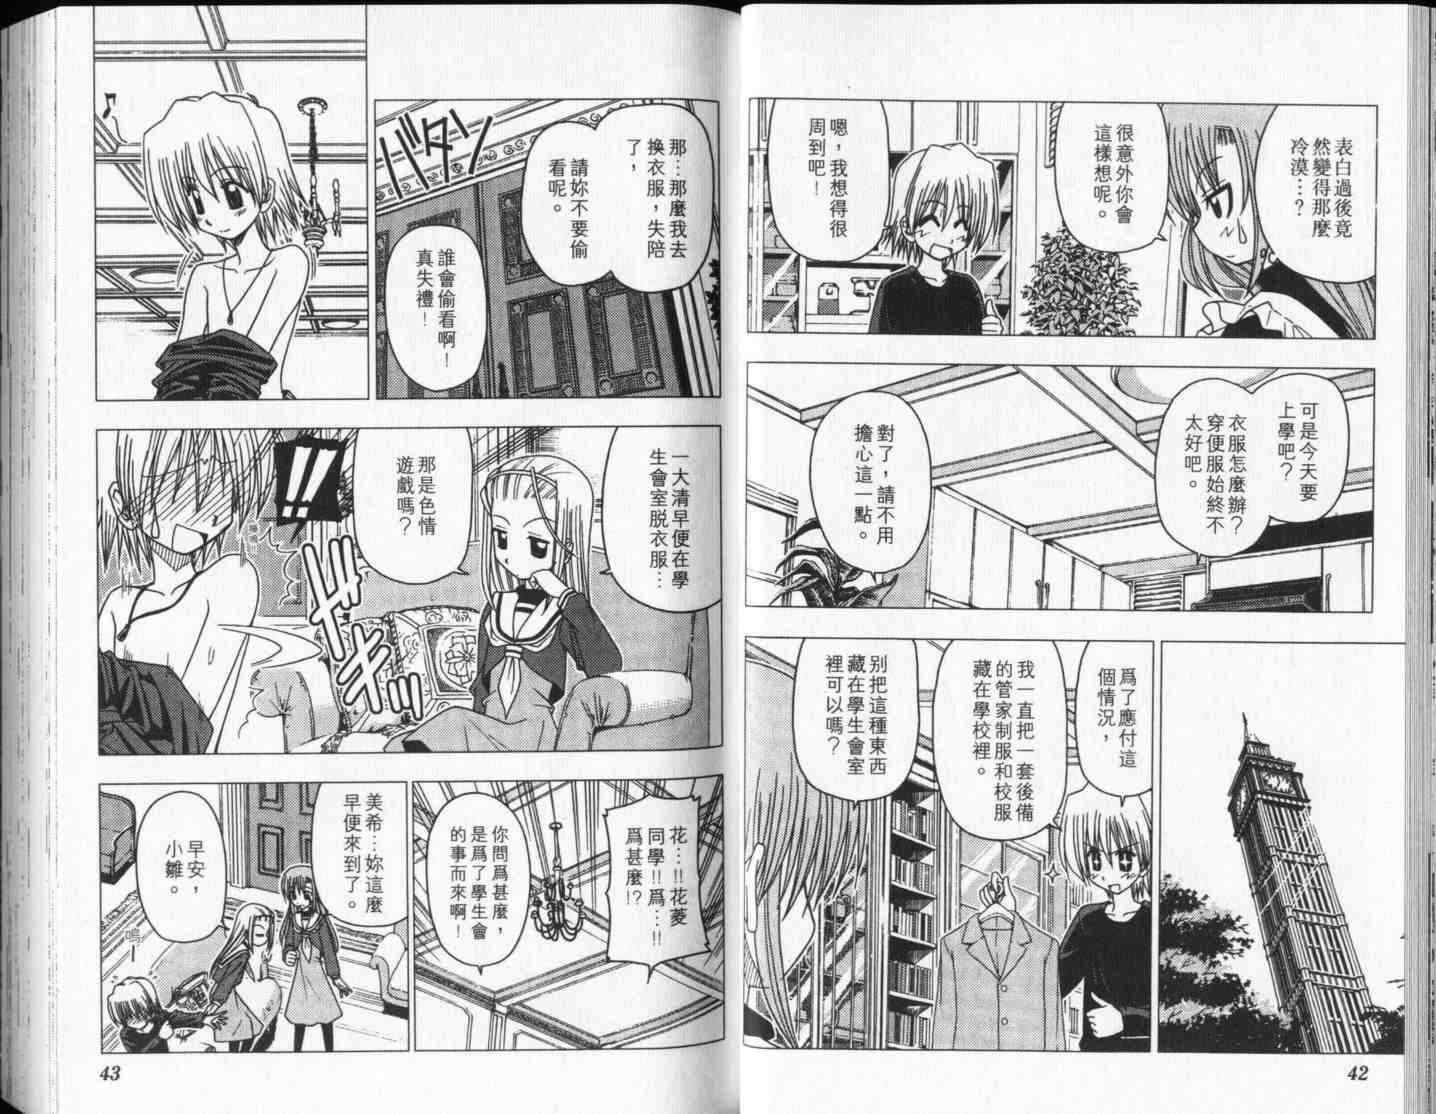 表白過後竟
然變得那麼
冷漠…？
很意外你會
這樣想呢。
嗯，我想得很
周到吧！
可是今天要
上學吧？
衣服怎麼辦？
穿便服始終不
太好吧。
對了，請不用
擔心這一點。
爲了應付這
個情況，
我一直把一套後備
的管家制服和校服
藏在學校裡。
別把這種東西
藏在學生會室
裡可以嗎？
42
那…那麼我去
換衣服，失陪
了，
請妳不要偷
看呢。
バタン
誰會偷看啊！
真失禮！
♪
一大清早便在學
生會室脫衣服…
那是色情
遊戲嗎？
!!
花…!!花菱
同學!!爲…!!
爲甚麼!?
你問爲甚麼，
是爲了學生會
的事而來啊！
美希…妳這麼
早便來到了。
早安，
小雛。
嗚ー
43